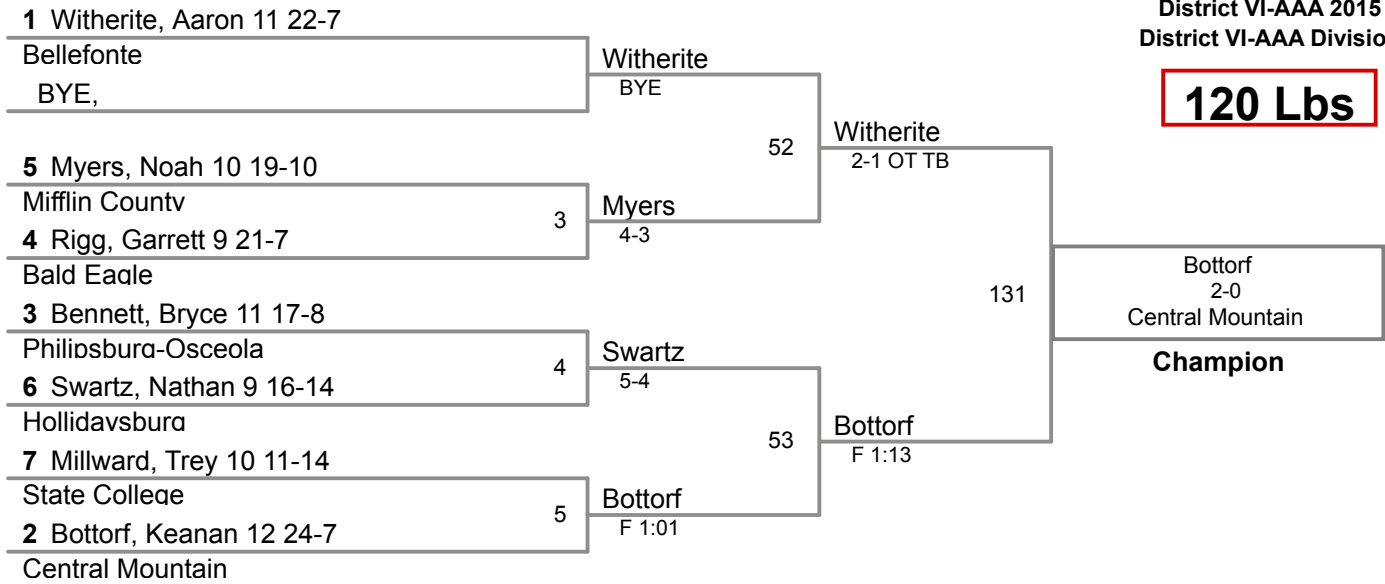 District VI-AAA 2015
District VI-AAA Divisio
120 Lbs
1 Witherite, Aaron 11 22-7
Bellefonte
BYE,
Witherite
BYE
5 Myers, Noah 10 19-10
Mifflin County
4 Rigg, Garrett 9 21-7
Bald Eagle
3
Myers
4-3
52
Witherite
2-1 OT TB
3 Bennett, Bryce 11 17-8
Philipsburg-Osceola
6 Swartz, Nathan 9 16-14
Hollidaysburg
4
Swartz
5-4
7 Millward, Trey 10 11-14
State College
2 Bottorf, Keanan 12 24-7
Central Mountain
5
Bottorf
F 1:01
53
Bottorf
F 1:13
131
Bottorf
2-0
Central Mountain
Champion